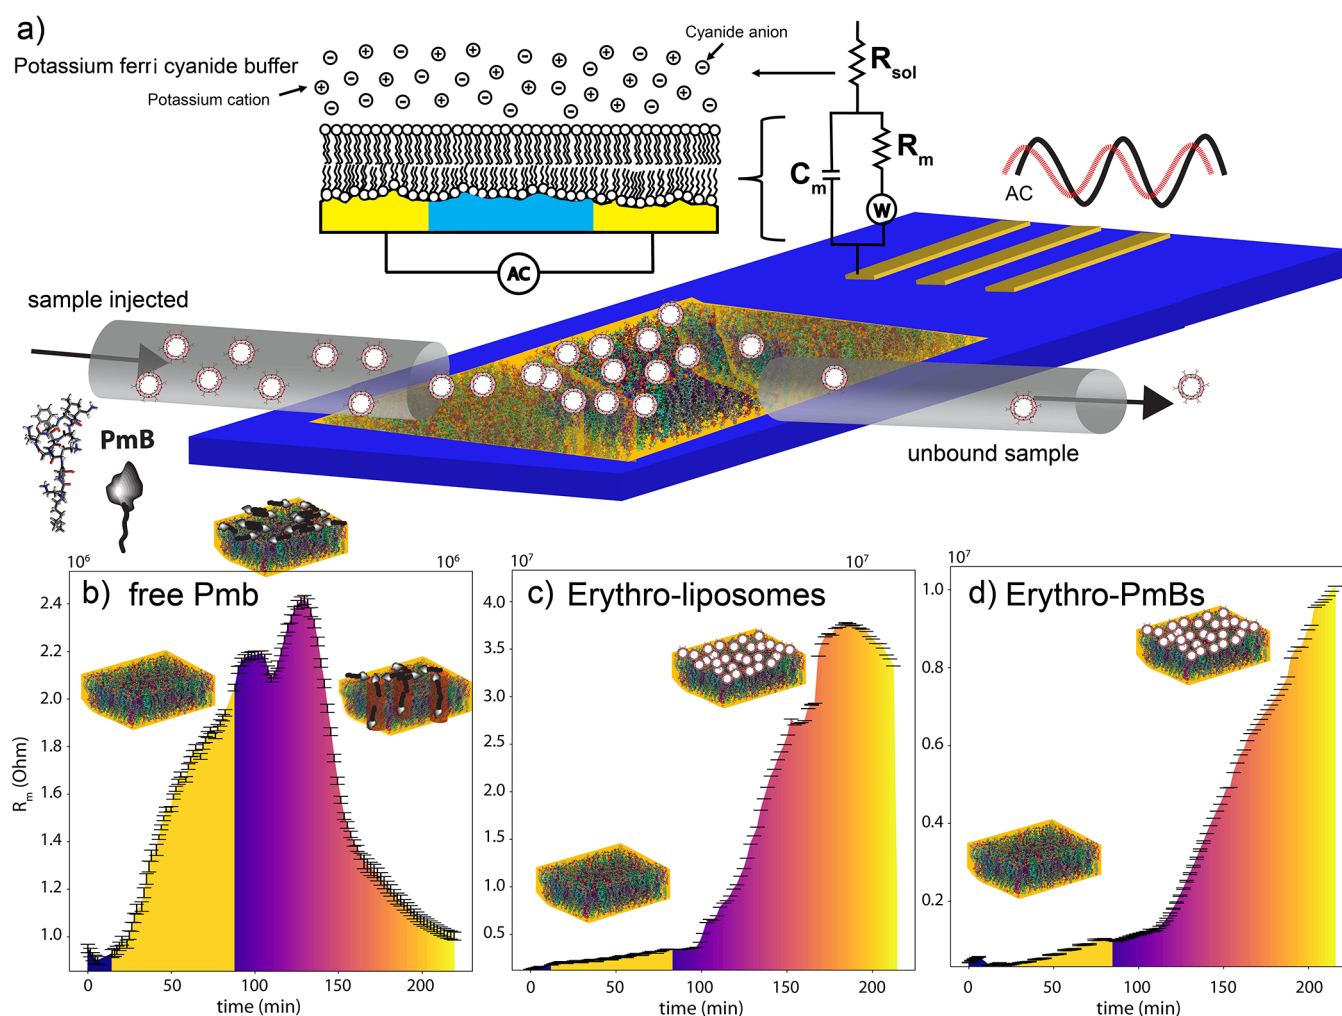 a)
Potassium ferri cyanide buffer
Potassium cation
Cyanide anion
R sol
R m
C m
W
AC
AC
sample injected
PmB
unbound sample
10⁶
10⁶
b) free Pmb
2.4
2.2
2.0
1.8
1.6
1.4
1.2
1.0
R m (Ohm)
0
50
100
150
200
time (min)
10⁷
10⁷
c) Erythro-liposomes
4.0
3.5
3.0
2.5
2.0
1.5
1.0
0.5
0
50
100
150
200
time (min)
10⁷
d) Erythro-PmBs
1.0
0.8
0.6
0.4
0.2
0
50
100
150
200
time (min)